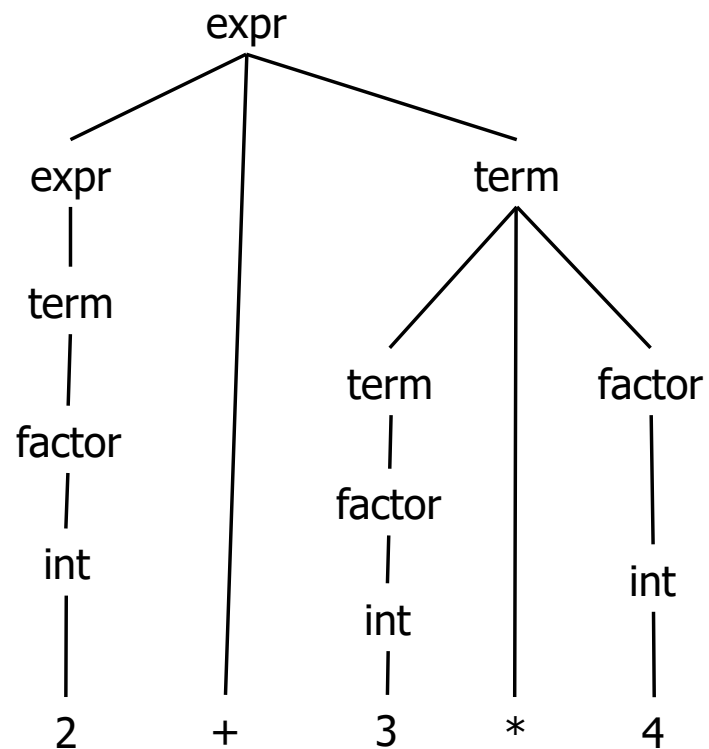 expr
expr term
term
term factor
factor
factor
int
int
int
2 + 3 * 4